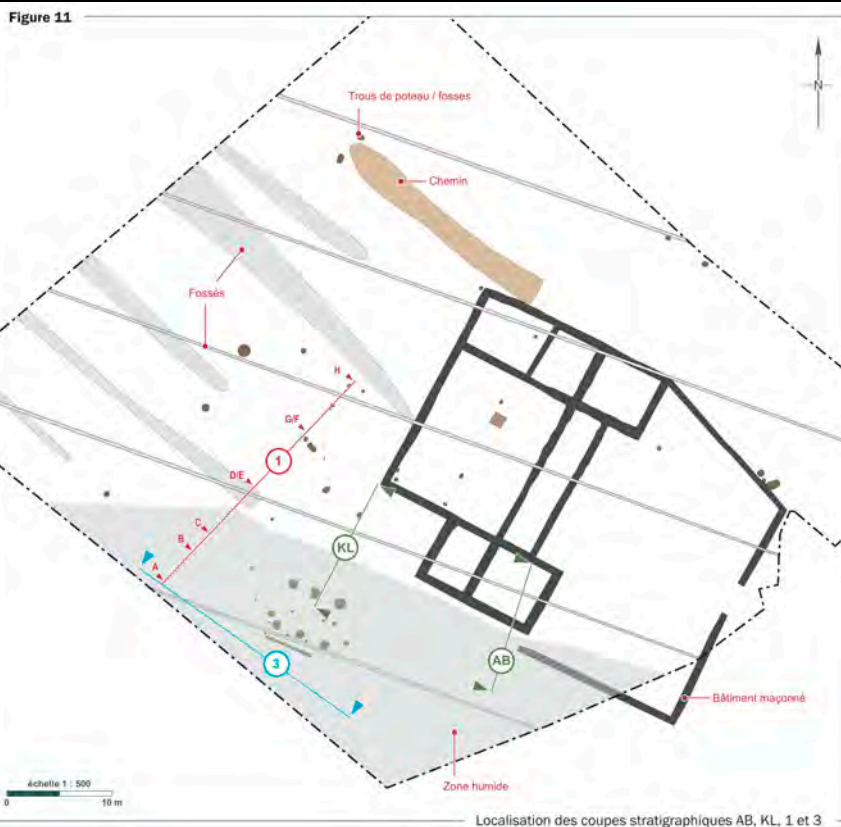 Figure 11
N
Trous de poteau / fosses
Chemin
Fossés
H
G/F
1
D/E
C
B
A
KL
3
AB
Bâtiment maçonné
Zone humide
échelle 1 : 500
0 10 m
Localisation des coupes stratigraphiques AB, KL, 1 et 3